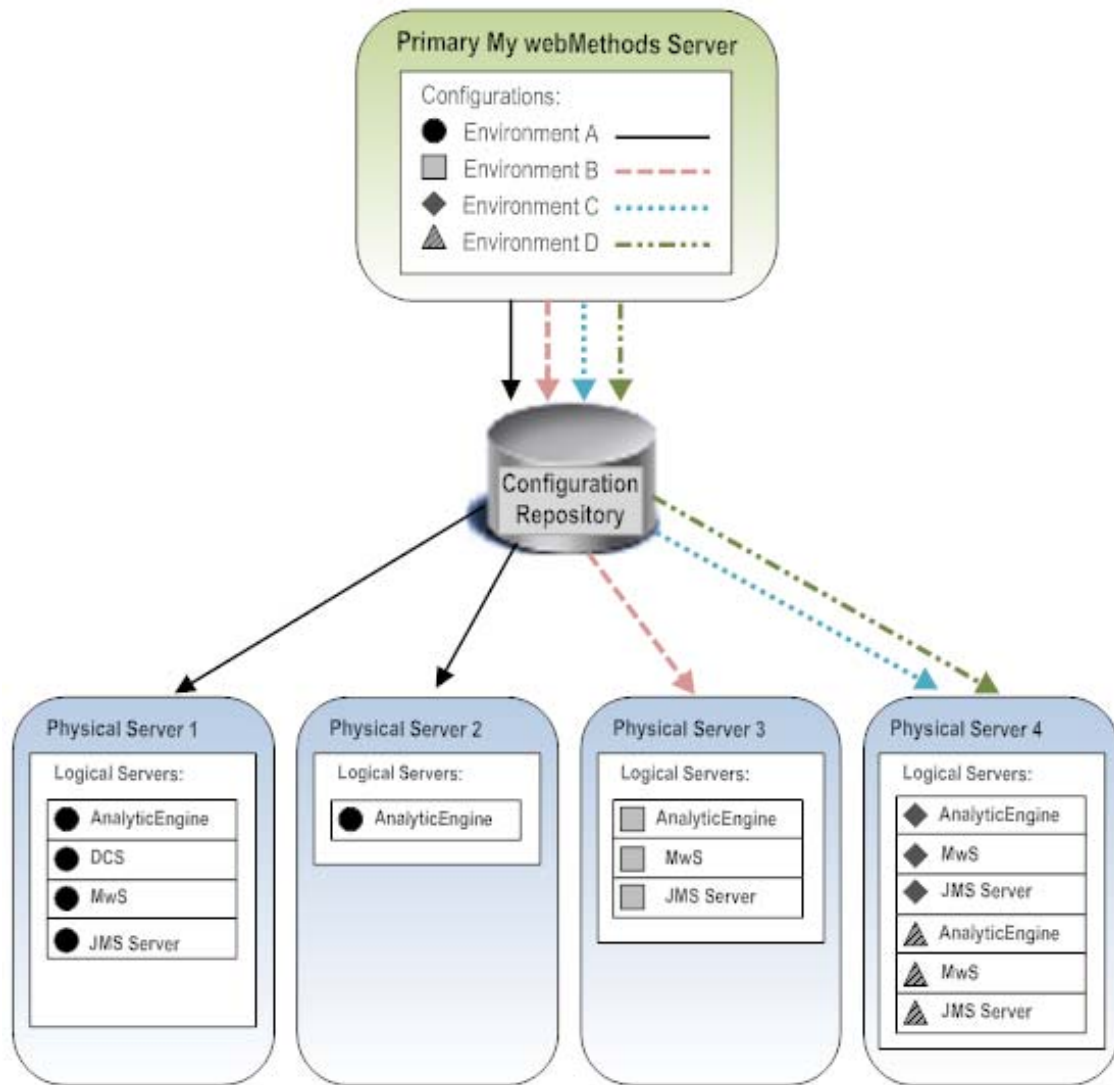 Primary My webMethods Server
Configurations:
Environment A
Environment B
Environment C
Environment D
Configuration
Repository
Physical Server 1
Logical Servers:
AnalyticEngine
DCS
MwS
JMS Server
Physical Server 2
Logical Servers:
AnalyticEngine
Physical Server 3
Logical Servers:
AnalyticEngine
MwS
JMS Server
Physical Server 4
Logical Servers:
AnalyticEngine
MwS
JMS Server
AnalyticEngine
MwS
JMS Server